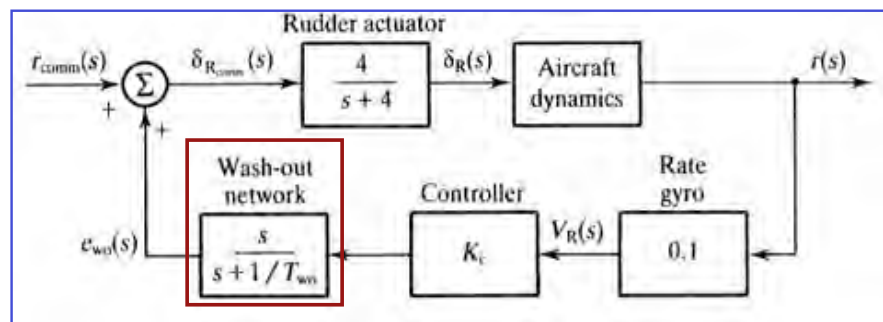 Rudder actuator
r_comm(s)
Σ
+
+
δ_R_comm(s)
4
s + 4
δ_R(s)
Aircraft
dynamics
r(s)
Wash-out
network
s
s + 1 / T_wo
e_wo(s)
Controller
K_c
V_R(s)
Rate
gyro
0.1